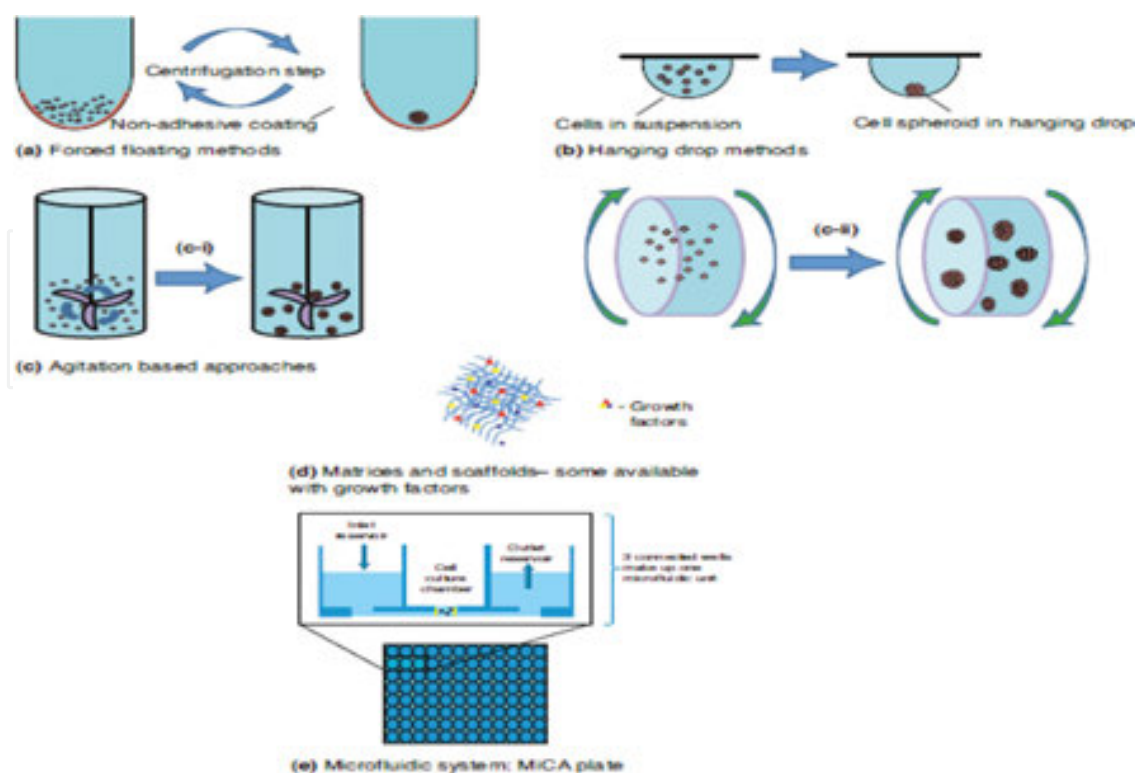 Centrifugation step
Non-adhesive coating
(a) Forced floating methods
Cells in suspension
Cell spheroid in hanging drop
(b) Hanging drop methods
(c-i)
(c-ii)
(c) Agitation based approaches
- Growth
factors
(d) Matrices and scaffolds– some available
with growth factors
Inlet
reservoir
Cell
culture
chamber
Outlet
reservoir
3 connected wells
make up one
microfluidic unit
(e) Microfluidic system: MiCA plate